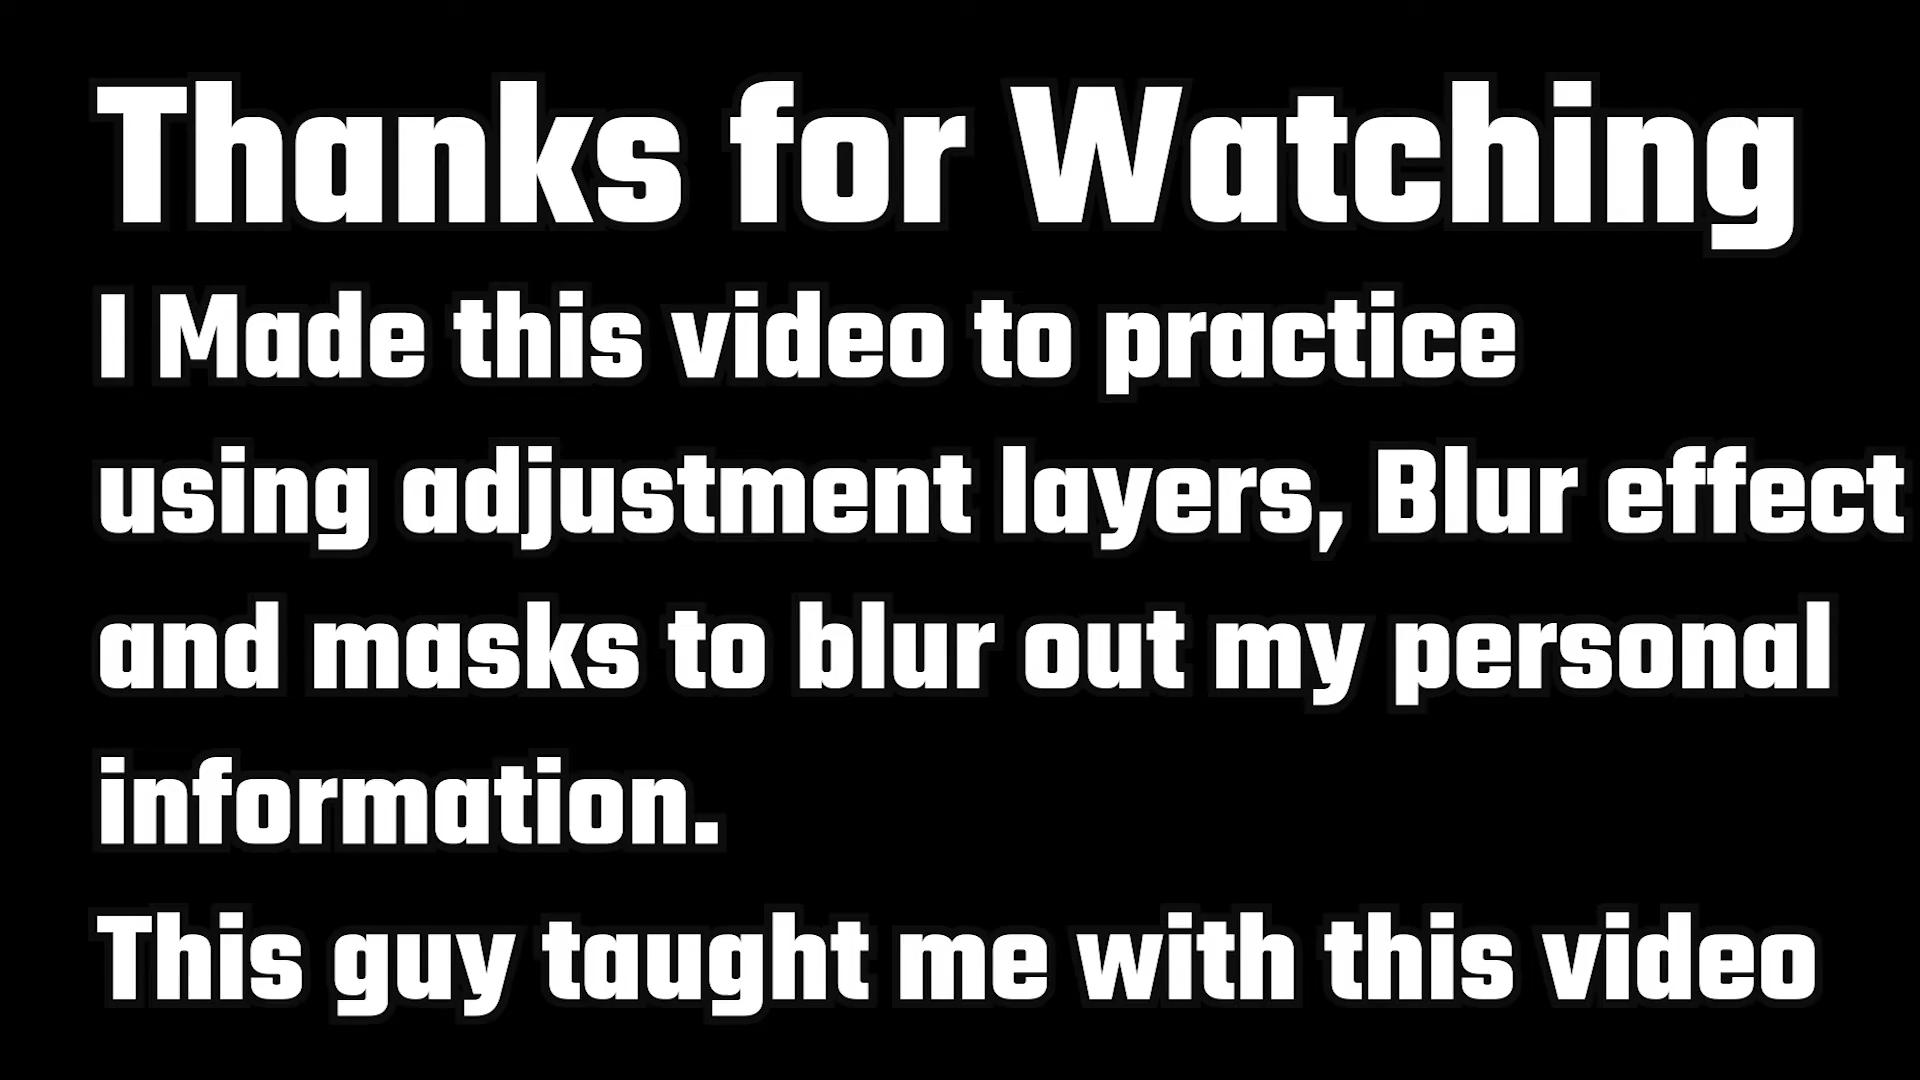 Thanks for Watching
I Made this video to practice
using adjustment layers, Blur effect
and masks to blur out my personal
information.
This guy taught me with this video